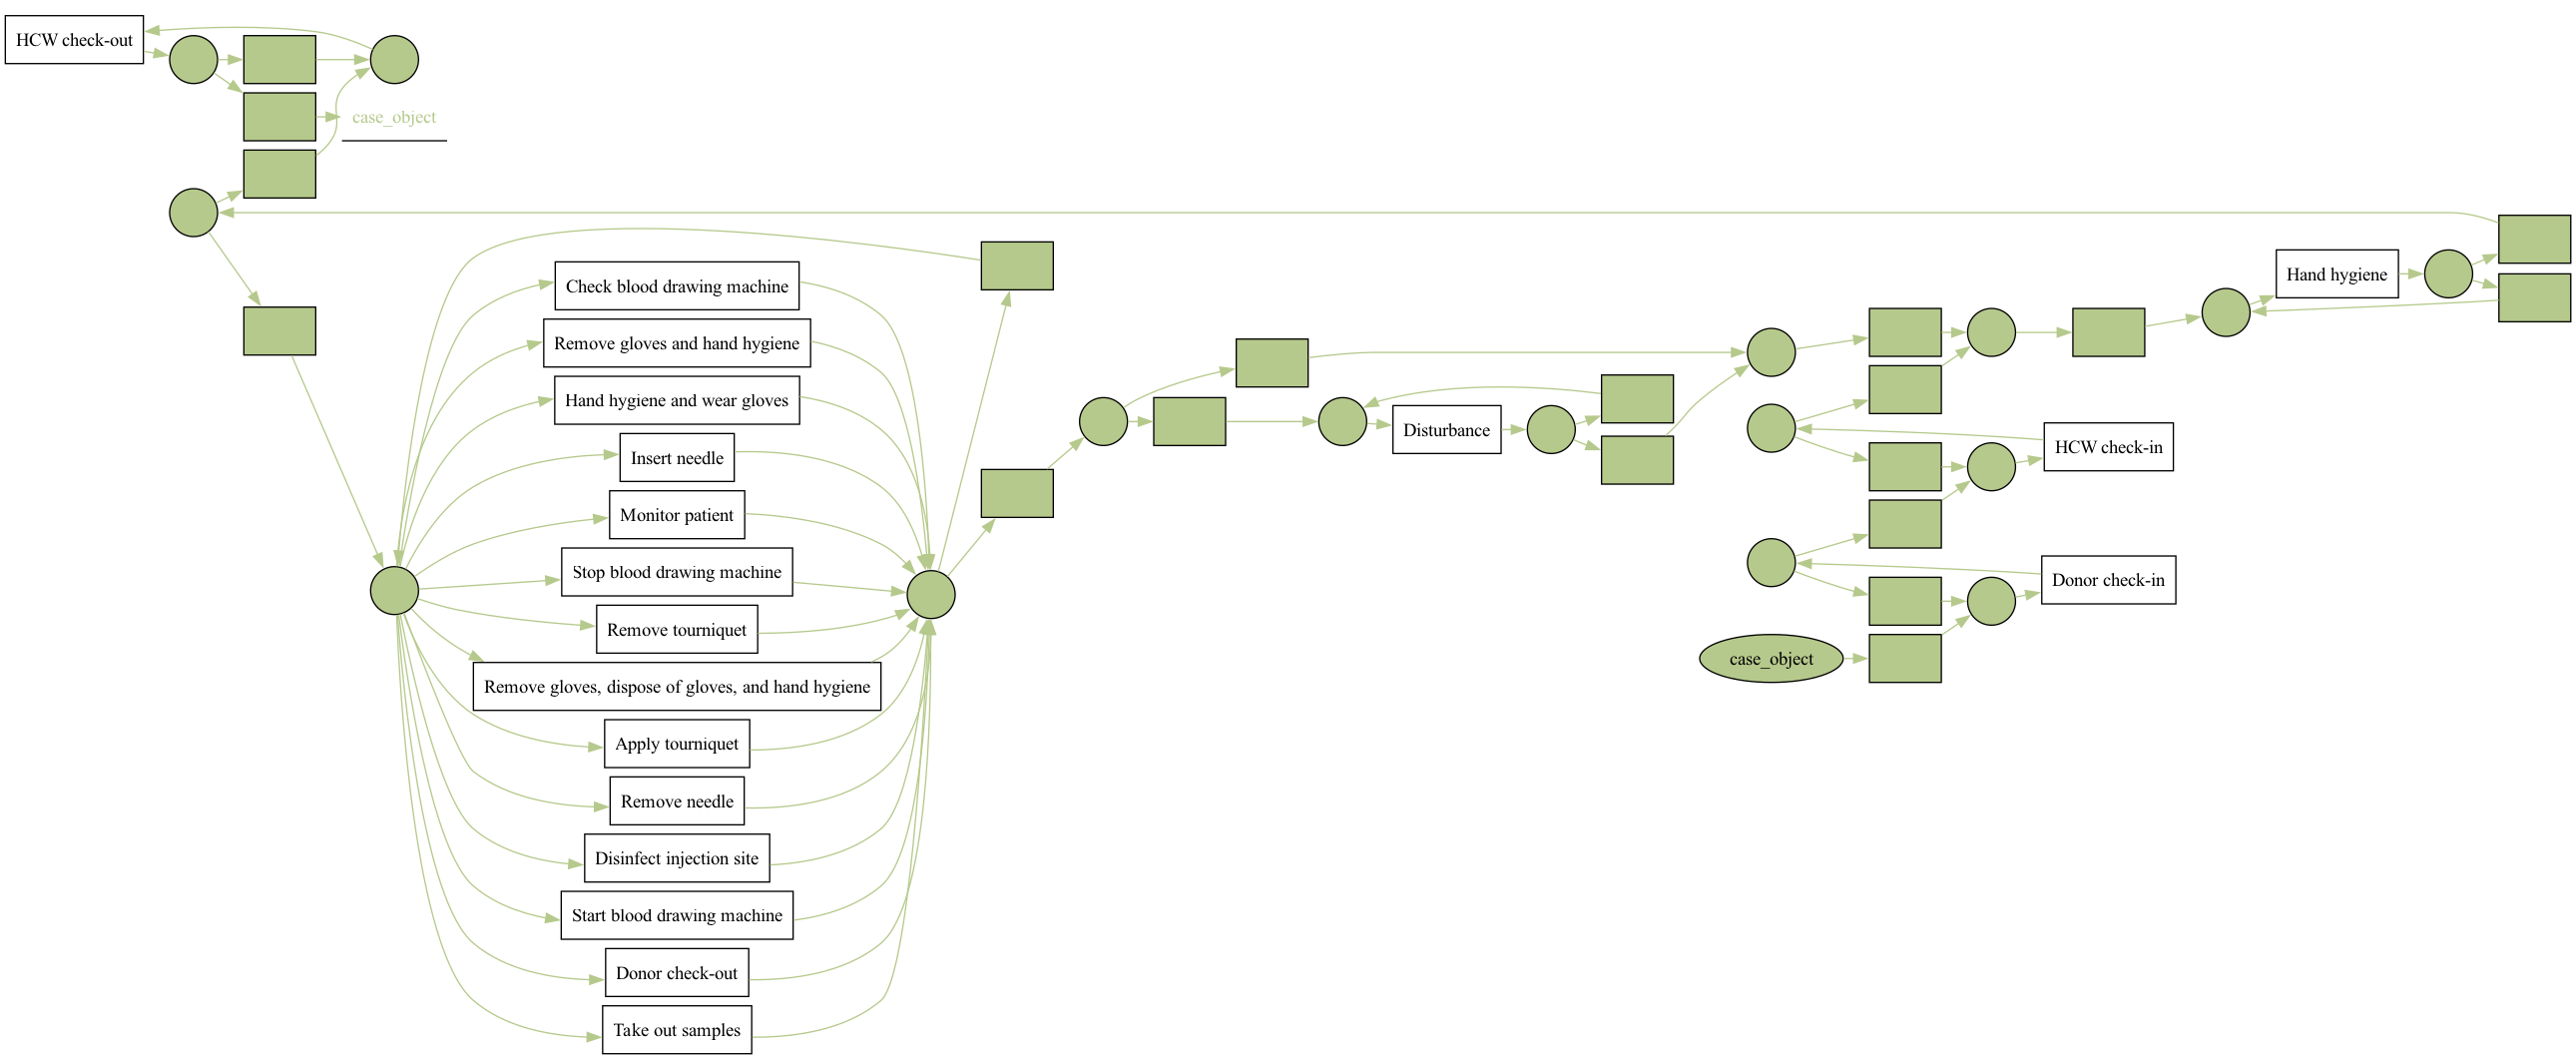 HCW check-out
case_object
Check blood drawing machine
Remove gloves and hand hygiene
Hand hygiene and wear gloves
Insert needle
Monitor patient
Stop blood drawing machine
Remove tourniquet
Remove gloves, dispose of gloves, and hand hygiene
Apply tourniquet
Remove needle
Disinfect injection site
Start blood drawing machine
Donor check-out
Take out samples
Disturbance
Hand hygiene
HCW check-in
Donor check-in
case_object